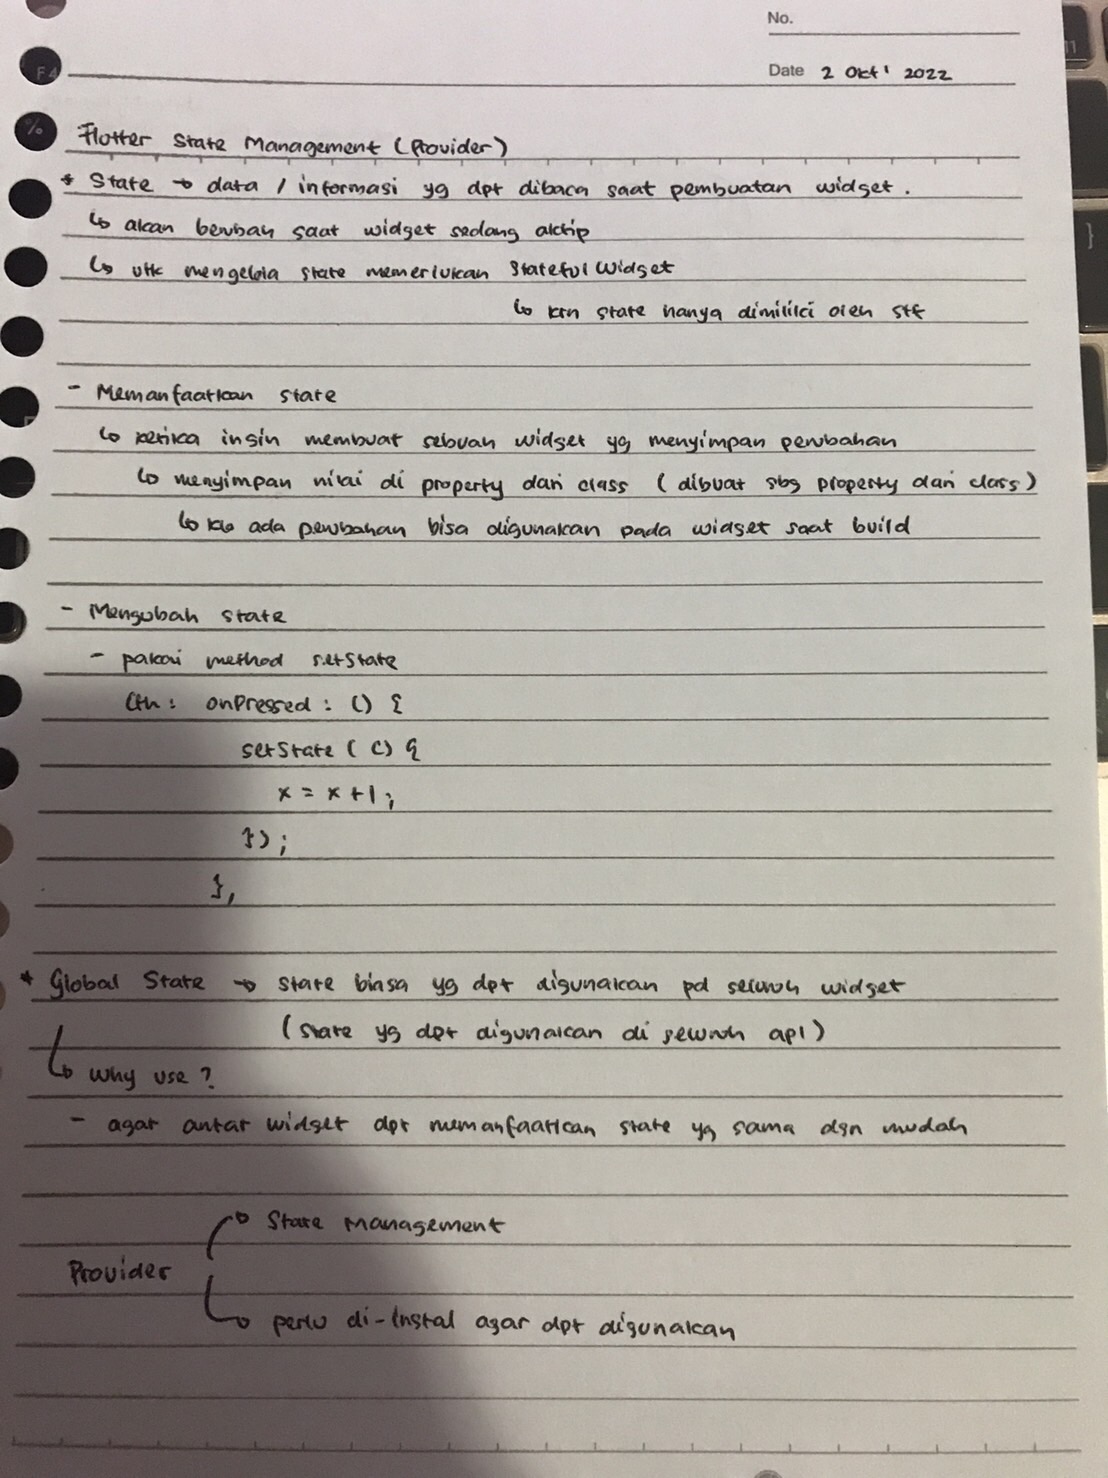 No.
Date 2 Okt' 2022
Flutter State Management (Provider)
* State → data / informasi yg dpt dibaca saat pembuatan widget.
↳ akan berubah saat widget sedang aktip
↳ utk mengelola state memerlukan StatefulWidget
↳ krn state hanya dimiliki oleh stf
- Memanfaatkan state
↳ ketika ingin membuat sebuah widget yg menyimpan perubahan
↳ menyimpan nilai di property dari class (dibuat sbg property dari class)
↳ klo ada perubahan bisa digunakan pada widget saat build
- Mengubah state
- pakai method setState
Cth: onPressed: () {
setState ( () {
x = x+1;
});
},
* Global State → state biasa yg dpt digunakan pd seluruh widget
(state yg dpt digunakan di seluruh apl)
↳ why use?
- agar antar widget dpt memanfaatkan state yg sama dgn mudah
→ State Management
Provider
→ perlu di-instal agar dpt digunakan